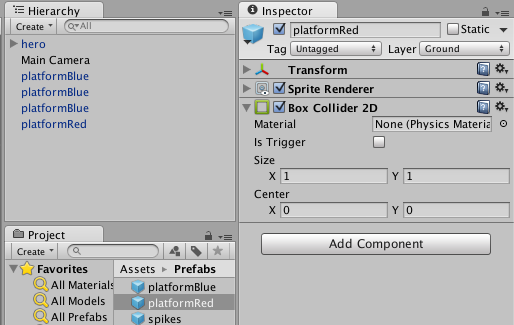 Hierarchy
Create All
hero
Main Camera
platformBlue
platformBlue
platformBlue
platformRed
Project
Create
Favorites
All Materials
All Models
All Prefabs
Assets Prefabs
platformBlue
platformRed
spikes
Inspector
platformRed Static
Tag Untagged Layer Ground
Transform
Sprite Renderer
Box Collider 2D
Material None (Physics Materia
Is Trigger
Size
X 1 Y 1
Center
X 0 Y 0
Add Component